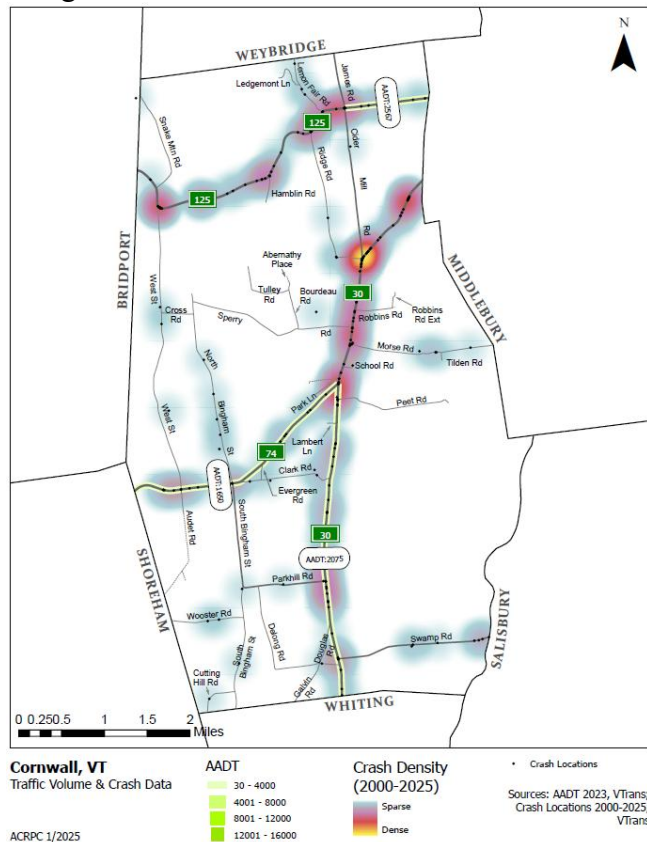 N
WEYBRIDGE
Ledgemont Ln
Lemon Fair Rd
James Rd
AADT:2567
125
Snake Mtn Rd
Ridge Rd
Cider
Mill
Rd
Hamblin Rd
125
BRIDPORT
MIDDLEBURY
Abernathy
Place
Tulley
Rd
Bourdeau
Rd
30
West St
Cross
Rd
Sperry
Rd
Robbins Rd
Robbins
Rd Ext
North
Bingham
St
Morse Rd
School Rd
Tilden Rd
Park Ln
Peet Rd
West St
Lambert
Ln
74
Clark Rd
Evergreen
Rd
AADT:1650
Audet Rd
South Bingham St
30
AADT:2075
SHOREHAM
Parkhill Rd
Wooster Rd
Delong Rd
Douglas
Rd
Swamp Rd
SALISBURY
South
Bingham St
Cutting
Hill Rd
Galvin
Rd
WHITING
0 0.25 0.5 1 1.5 2
Miles
Cornwall, VT
Traffic Volume & Crash Data
ACRPC 1/2025
AADT
30 - 4000
4001 - 8000
8001 - 12000
12001 - 16000
Crash Density
(2000-2025)
Sparse
Dense
Crash Locations
Sources: AADT 2023, VTrans;
Crash Locations 2000-2025,
VTrans